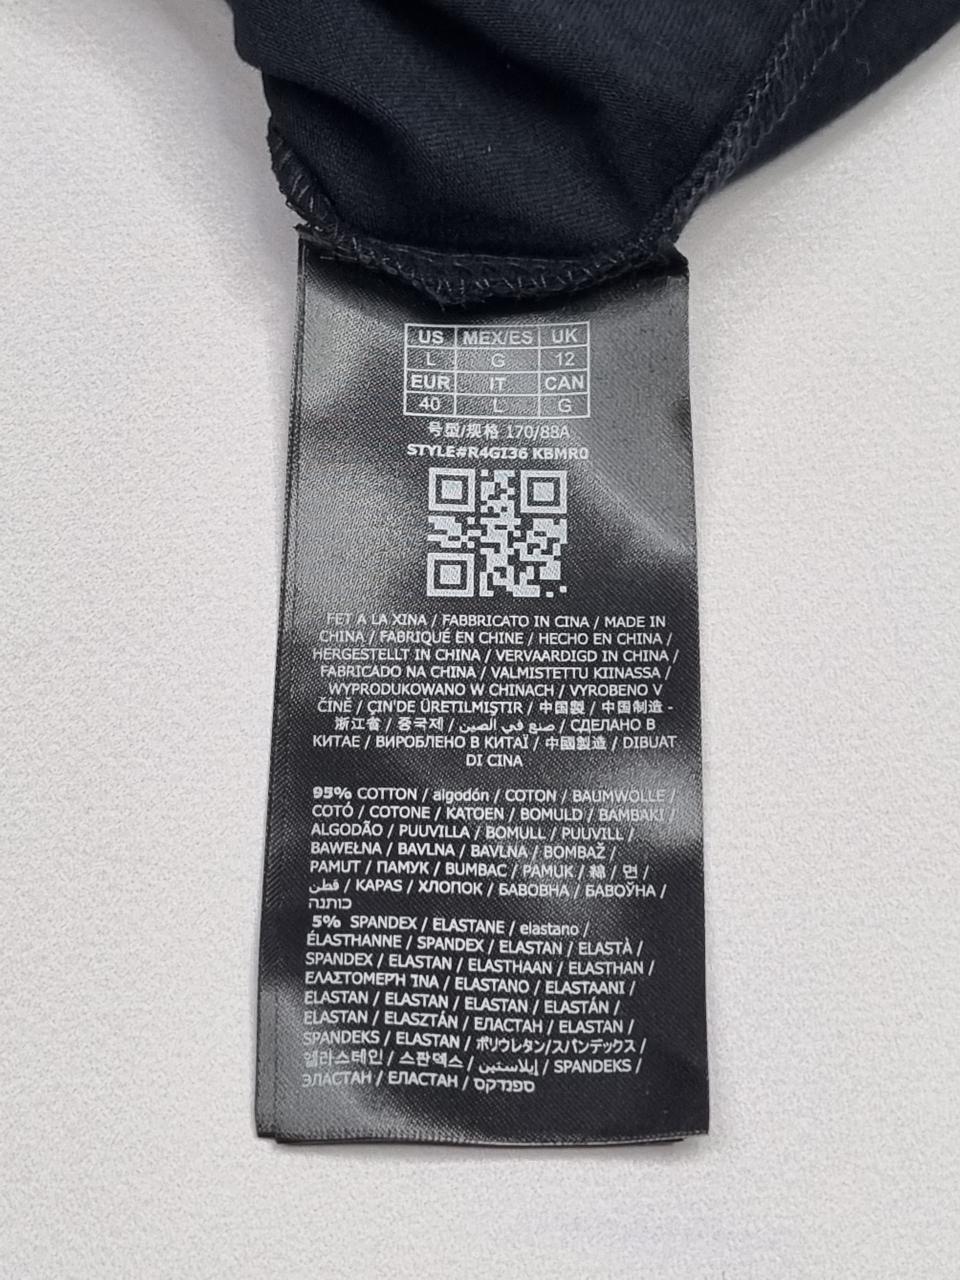 US MEX/ES UK
L G 12
EUR IT CAN
40 L G
号型/规格 170/88A
STYLE#R4GI36 KBMR0
FET A LA XINA / FABBRICATO IN CINA / MADE IN
CHINA / FABRIQUÉ EN CHINE / HECHO EN CHINA /
HERGESTELLT IN CHINA / VERVAARDIGD IN CHINA /
FABRICADO NA CHINA / VALMISTETTU KIINASSA /
WYPRODUKOWANO W CHINACH / VYROBENO V
ČÍNĚ / ÇIN'DE ÜRETILMIŞTIR / 中国製 / 中国制造 -
浙江省 / 중국제 / صنع في الصين / СДЕЛАНО В
КИТАЕ / ВИРОБЛЕНО В КИТАЇ / 中國製造 / DIBUAT
DI CINA
95% COTTON / algodón / COTON / BAUMWOLLE /
COTÓ / COTONE / KATOEN / BOMULD / BAMBAKI /
ALGODÃO / PUUVILLA / BOMULL / PUUVILL /
BAWEŁNA / BAVLNA / BAVLNA / BOMBAŽ /
PAMUT / ПАМУК / BUMBAC / PAMUK / 綿 / 면 /
قطن / KAPAS / ХЛОПОК / БАВОВНА / БАВОЎНА /
כותנה
5% SPANDEX / ELASTANE / elastano /
ÉLASTHANNE / SPANDEX / ELASTAN / ELASTÀ /
SPANDEX / ELASTAN / ELASTHAAN / ELASTHAN /
ΕΛΑΣΤΟΜΕΡΗ ΊΝΑ / ELASTANO / ELASTAANI /
ELASTAN / ELASTAN / ELASTAN / ELASTÁN /
ELASTAN / ELASZTÁN / ЕЛАСТАН / ELASTAN /
SPANDEKS / ELASTAN / ポリウレタン/スパンデックス /
엘라스테인 / 스판덱스 / إيلاستين / SPANDEKS /
ЭЛАСТАН / ЕЛАСТАН / ספנדקס